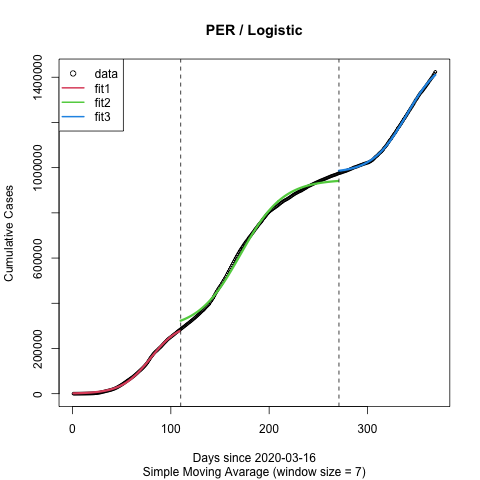 PER / Logistic
data
fit1
fit2
fit3
Cumulative Cases
0
200000
600000
1000000
1400000
0
100
200
300
Days since 2020-03-16
Simple Moving Avarage (window size = 7)